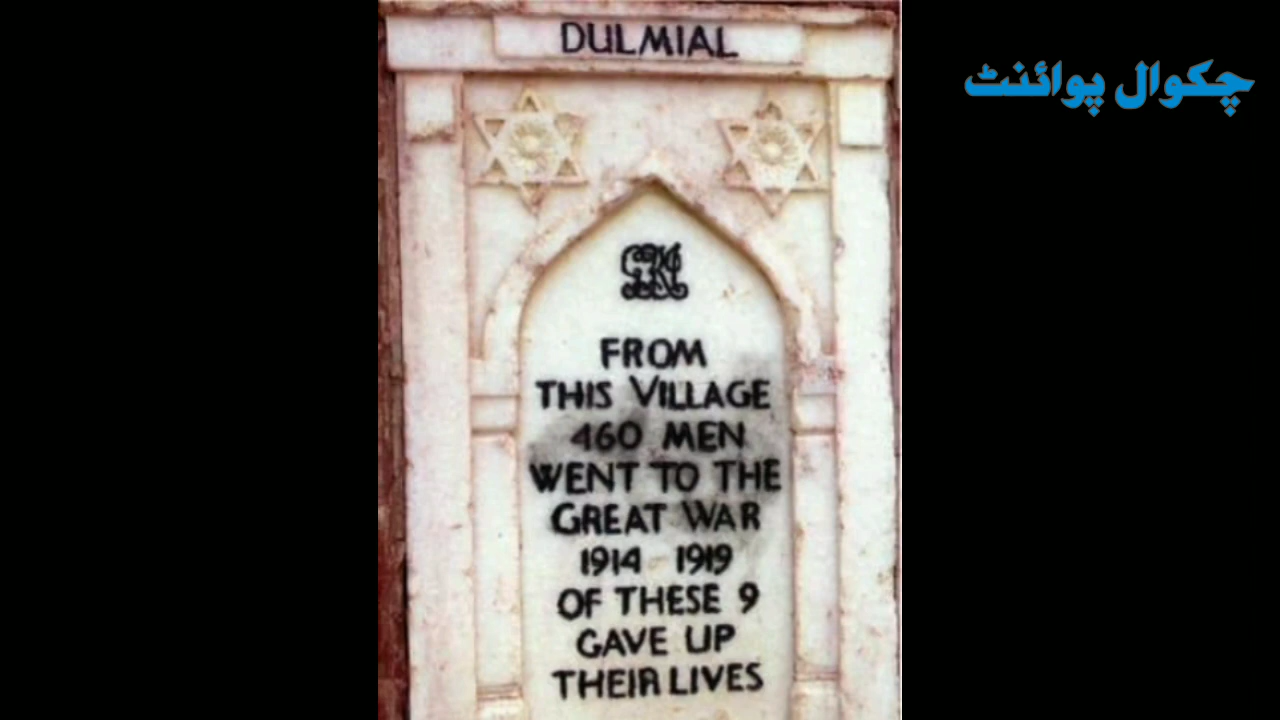 DULMIAL
چکوال پوائنٹ
FROM
THIS VILLAGE
460 MEN
WENT TO THE
GREAT WAR
1914 1919
OF THESE 9
GAVE UP
THEIR LIVES